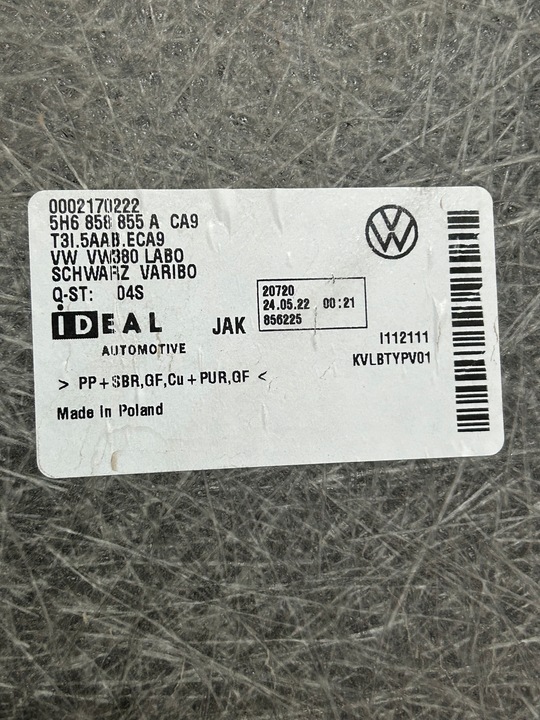 0002170222
5H6 858 855 A CA9
T3I.5AAB.ECA9
VW VW380 LABO
SCHWARZ VARIBO
Q-ST: 04S
IDEAL
AUTOMOTIVE
JAK
20720
24.05.22 00:21
856225
I112111
KVLBTYPV01
> PP+SBR,GF,Cu+PUR,GF <
Made in Poland